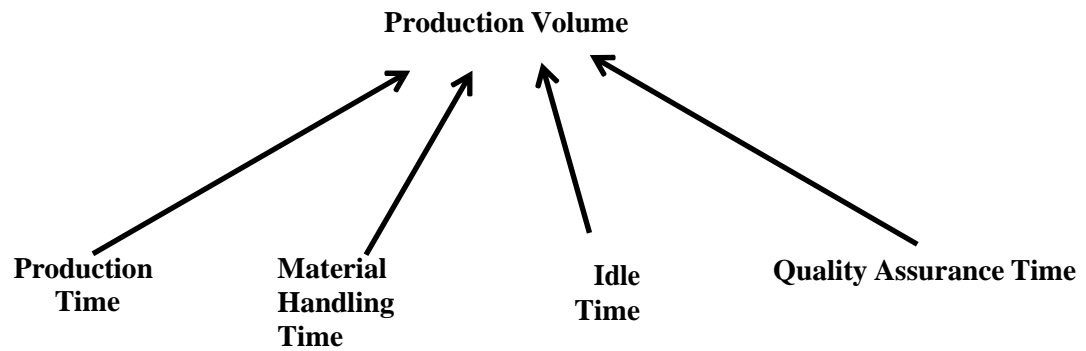 Production Volume
Production
Time
Material
Handling
Time
Idle
Time
Quality Assurance Time